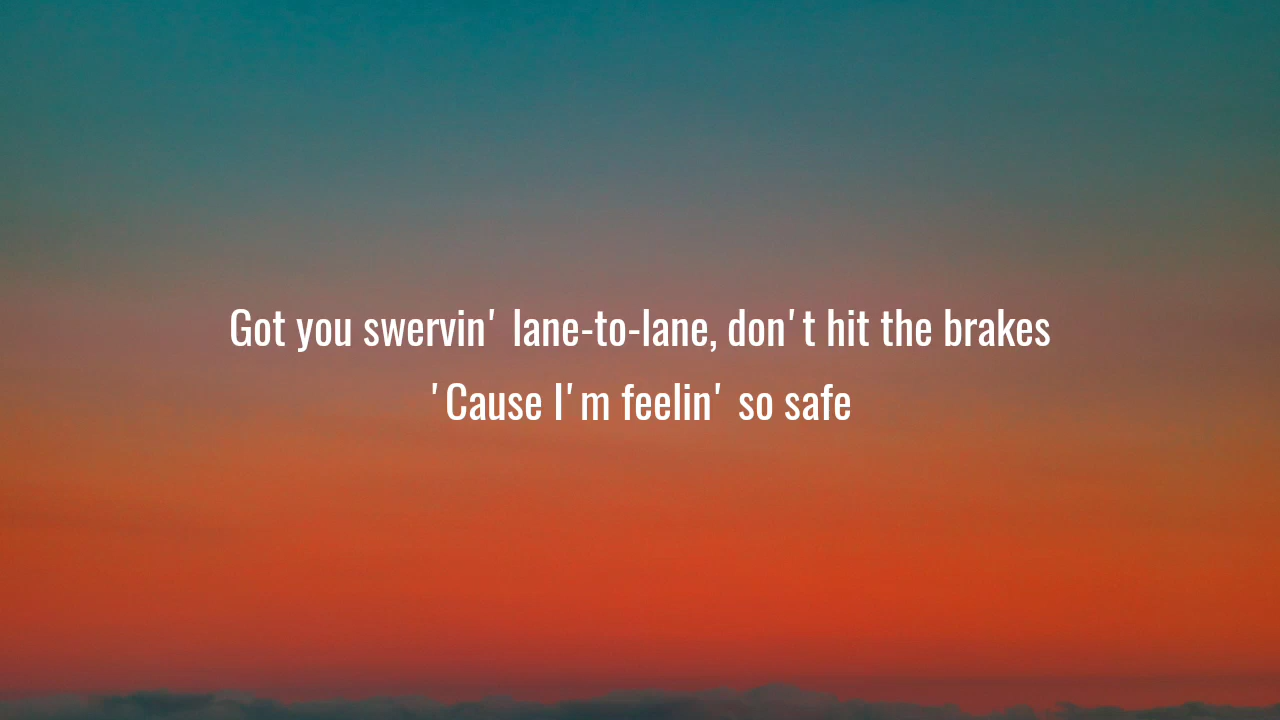 Got you swervin' lane-to-lane, don't hit the brakes
'Cause I'm feelin' so safe